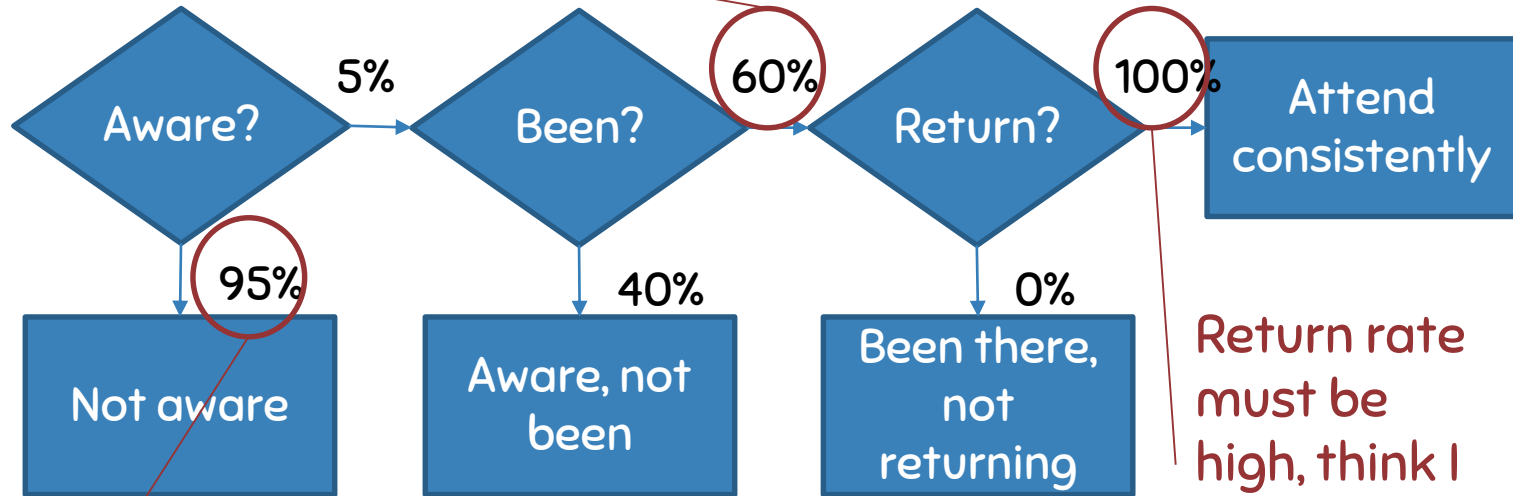 Aware?
5%
Been?
60%
Return?
100%
Attend
consistently
95%
40%
0%
Not aware
Aware, not
been
Been there,
not
returning
Return rate
must be
high, think I